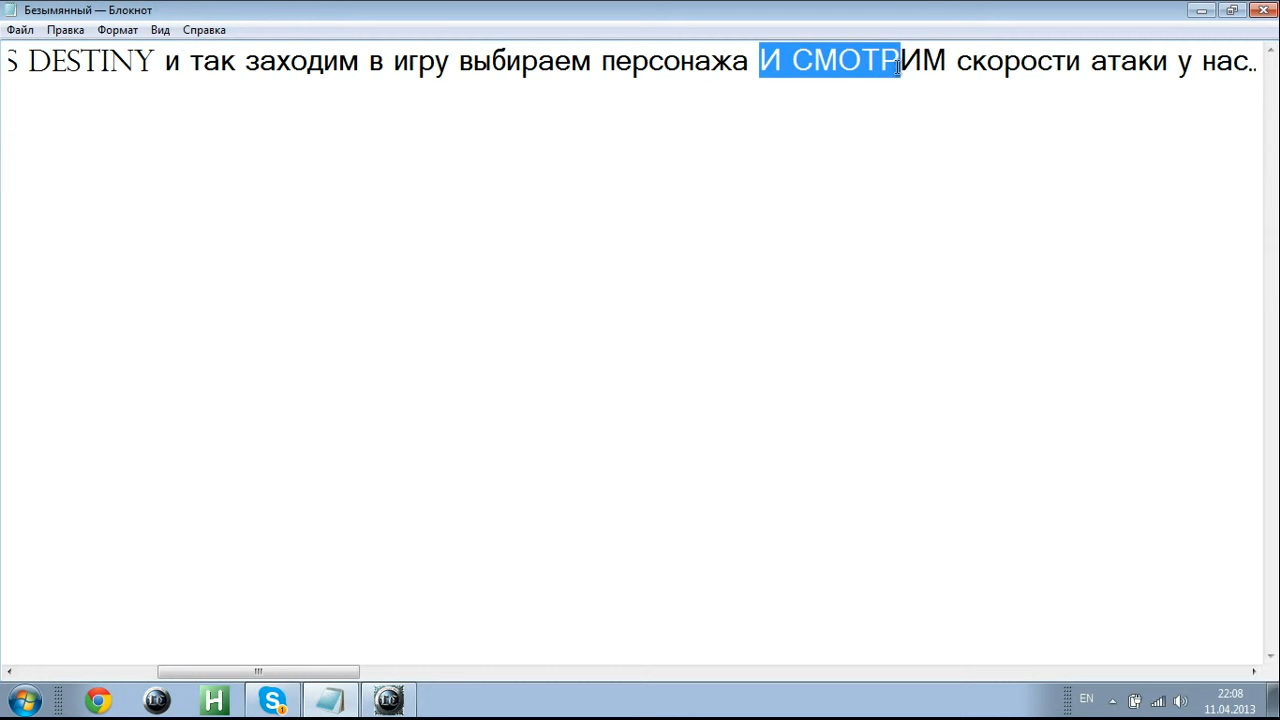 Безымянный — Блокнот
Файл Правка Формат Вид Справка
S DESTINY и так заходим в игру выбираем персонажа И СМОТРИМ скорости атаки у нас..
EN
22:08
11.04.2013